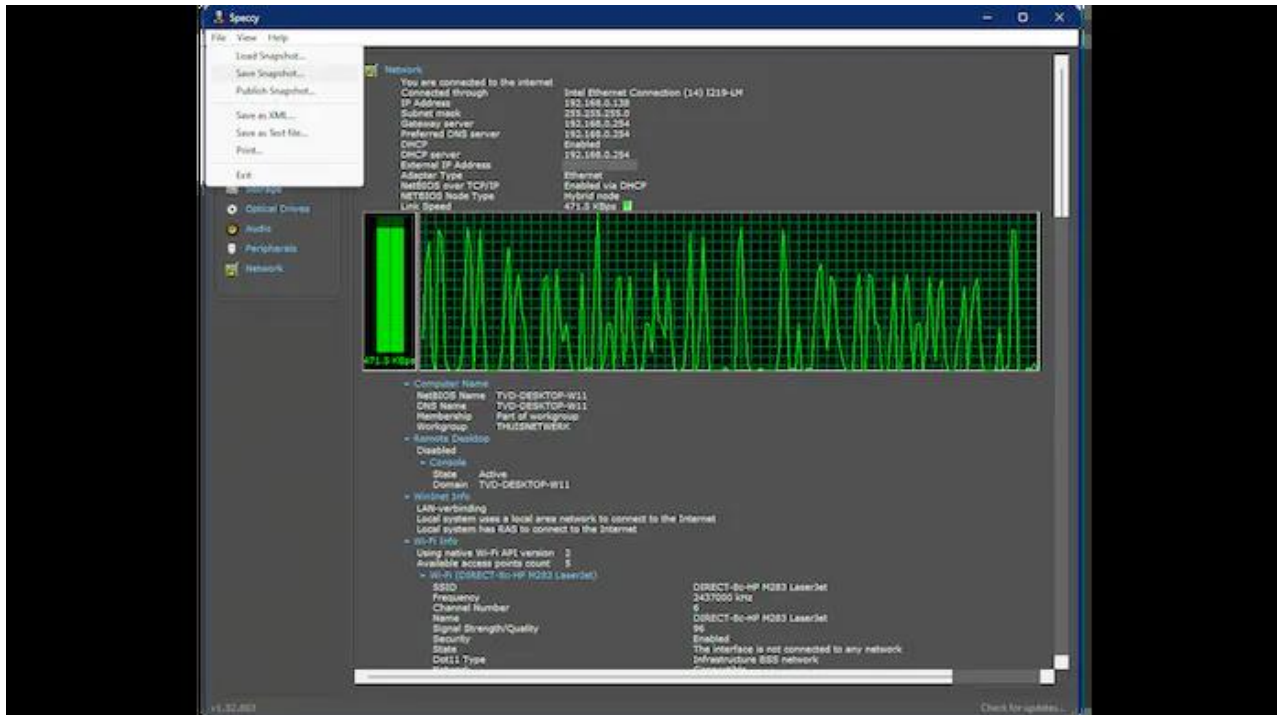 Speccy
File View Help
Load Snapshot...
Save Snapshot...
Publish Snapshot...
Save as XML...
Save as Text file...
Print...
Exit
Storage
Optical Drives
Audio
Peripherals
Network
Network
You are connected to the internet
Connected through Intel Ethernet Connection (14) I219-LM
IP Address 192.168.0.138
Subnet mask 255.255.255.0
Gateway server 192.168.0.254
Preferred DNS server 192.168.0.254
DHCP Enabled
DHCP server 192.168.0.254
External IP Address
Adapter Type Ethernet
NetBIOS over TCP/IP Enabled via DHCP
NETBIOS Node Type Hybrid node
Link Speed 471.5 KBps
471.5 KBps
Computer Name
NetBIOS Name TVD-DESKTOP-W11
DNS Name TVD-DESKTOP-W11
Membership Part of workgroup
Workgroup THUISNETWERK
Remote Desktop
Disabled
Console
State Active
Domain TVD-DESKTOP-W11
WinInet Info
LAN-verbinding
Local system uses a local area network to connect to the Internet
Local system has RAS to connect to the Internet
Wi-Fi Info
Using native Wi-Fi API version 2
Available access points count 5
Wi-Fi (DIRECT-8c-HP M283 LaserJet)
SSID DIRECT-8c-HP M283 LaserJet
Frequency 2437000 kHz
Channel Number 6
Name DIRECT-8c-HP M283 LaserJet
Signal Strength/Quality 96
Security Enabled
State The interface is not connected to any network
Dot11 Type Infrastructure BSS network
Check for updates...